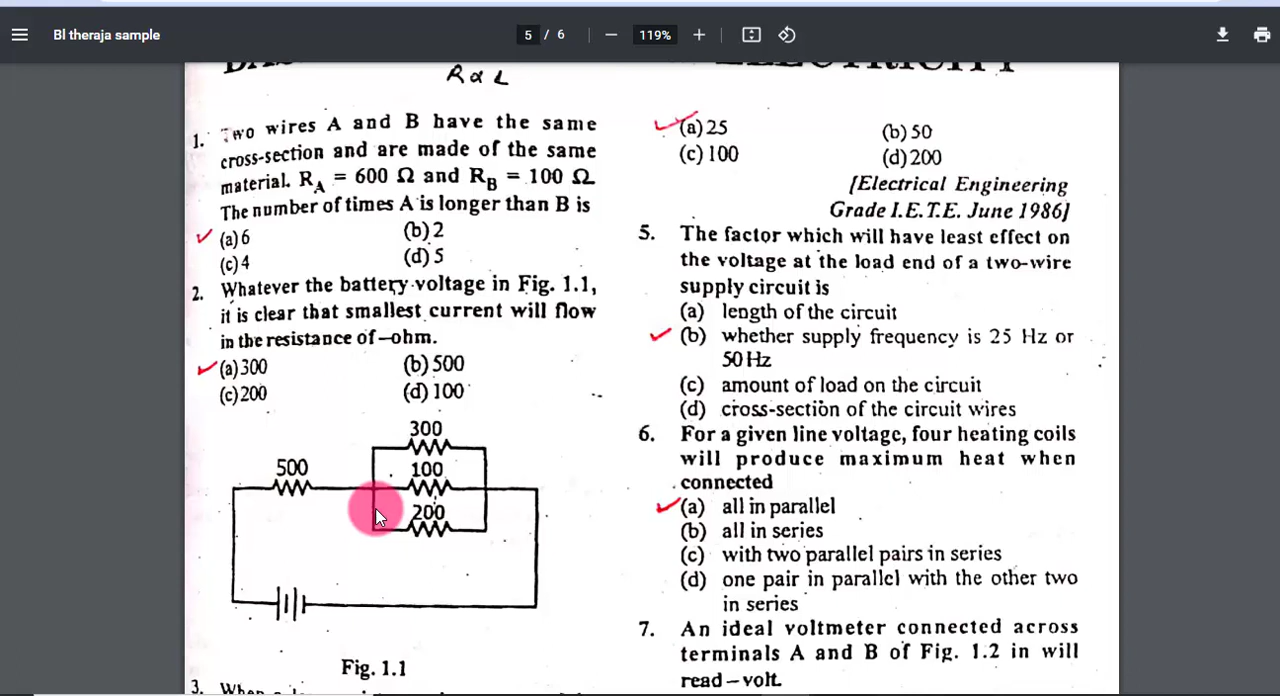 Bl theraja sample
5 / 6
119%
R α L
1. Two wires A and B have the same
cross-section and are made of the same
material. RA = 600 Ω and RB = 100 Ω
The number of times A is longer than B is
(a) 6 (b) 2
(c) 4 (d) 5
2. Whatever the battery voltage in Fig. 1.1,
it is clear that smallest current will flow
in the resistance of–ohm.
(a) 300 (b) 500
(c) 200 (d) 100
300
500
100
200
Fig. 1.1
3. When
(a) 25 (b) 50
(c) 100 (d) 200
[Electrical Engineering
Grade I.E.T.E. June 1986]
5. The factor which will have least effect on
the voltage at the load end of a two-wire
supply circuit is
(a) length of the circuit
(b) whether supply frequency is 25 Hz or
50 Hz
(c) amount of load on the circuit
(d) cross-section of the circuit wires
6. For a given line voltage, four heating coils
will produce maximum heat when
connected
(a) all in parallel
(b) all in series
(c) with two parallel pairs in series
(d) one pair in parallel with the other two
in series
7. An ideal voltmeter connected across
terminals A and B of Fig. 1.2 in will
read – volt.